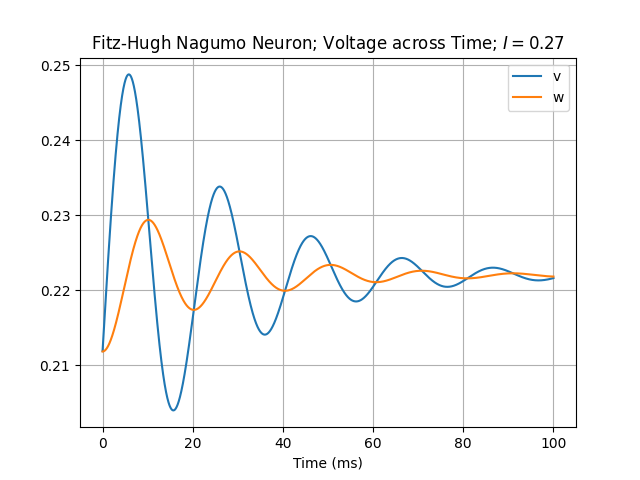 Fitz-Hugh Nagumo Neuron; Voltage across Time; I = 0.27
v
w
0.25
0.24
0.23
0.22
0.21
0 20 40 60 80 100
Time (ms)